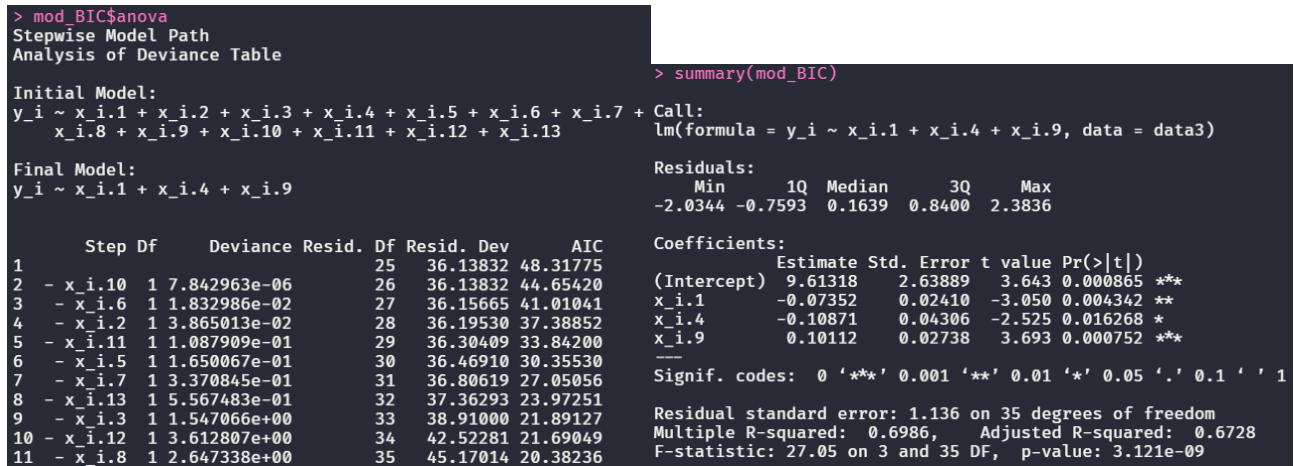 > mod_BIC$anova
Stepwise Model Path
Analysis of Deviance Table
Initial Model:
y_i ~ x_i.1 + x_i.2 + x_i.3 + x_i.4 + x_i.5 + x_i.6 + x_i.7 +
    x_i.8 + x_i.9 + x_i.10 + x_i.11 + x_i.12 + x_i.13
Final Model:
y_i ~ x_i.1 + x_i.4 + x_i.9
Step Df Deviance Resid. Df Resid. Dev AIC
1 25 36.13832 48.31775
2 - x_i.10 1 7.842963e-06 26 36.13832 44.65420
3 - x_i.6 1 1.832986e-02 27 36.15665 41.01041
4 - x_i.2 1 3.865013e-02 28 36.19530 37.38852
5 - x_i.11 1 1.087909e-01 29 36.30409 33.84200
6 - x_i.5 1 1.650067e-01 30 36.46910 30.35530
7 - x_i.7 1 3.370845e-01 31 36.80619 27.05056
8 - x_i.13 1 5.567483e-01 32 37.36293 23.97251
9 - x_i.3 1 1.547066e+00 33 38.91000 21.89127
10 - x_i.12 1 3.612807e+00 34 42.52281 21.69049
11 - x_i.8 1 2.647338e+00 35 45.17014 20.38236
> summary(mod_BIC)
Call:
lm(formula = y_i ~ x_i.1 + x_i.4 + x_i.9, data = data3)
Residuals:
Min 1Q Median 3Q Max
-2.0344 -0.7593 0.1639 0.8400 2.3836
Coefficients:
Estimate Std. Error t value Pr(>|t|)
(Intercept) 9.61318 2.63889 3.643 0.000865 ***
x_i.1 -0.07352 0.02410 -3.050 0.004342 **
x_i.4 -0.10871 0.04306 -2.525 0.016268 *
x_i.9 0.10112 0.02738 3.693 0.000752 ***
---
Signif. codes: 0 ‘***’ 0.001 ‘**’ 0.01 ‘*’ 0.05 ‘.’ 0.1 ‘ ’ 1
Residual standard error: 1.136 on 35 degrees of freedom
Multiple R-squared: 0.6986, Adjusted R-squared: 0.6728
F-statistic: 27.05 on 3 and 35 DF, p-value: 3.121e-09